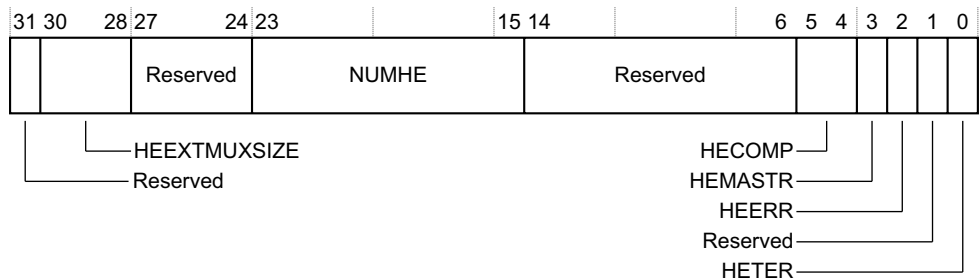 31 30 28 27 24 23 15 14 6 5 4 3 2 1 0
Reserved NUMHE Reserved
HEEXTMUXSIZE HECOMP
Reserved HEMASTR
HEERR
Reserved
HETER